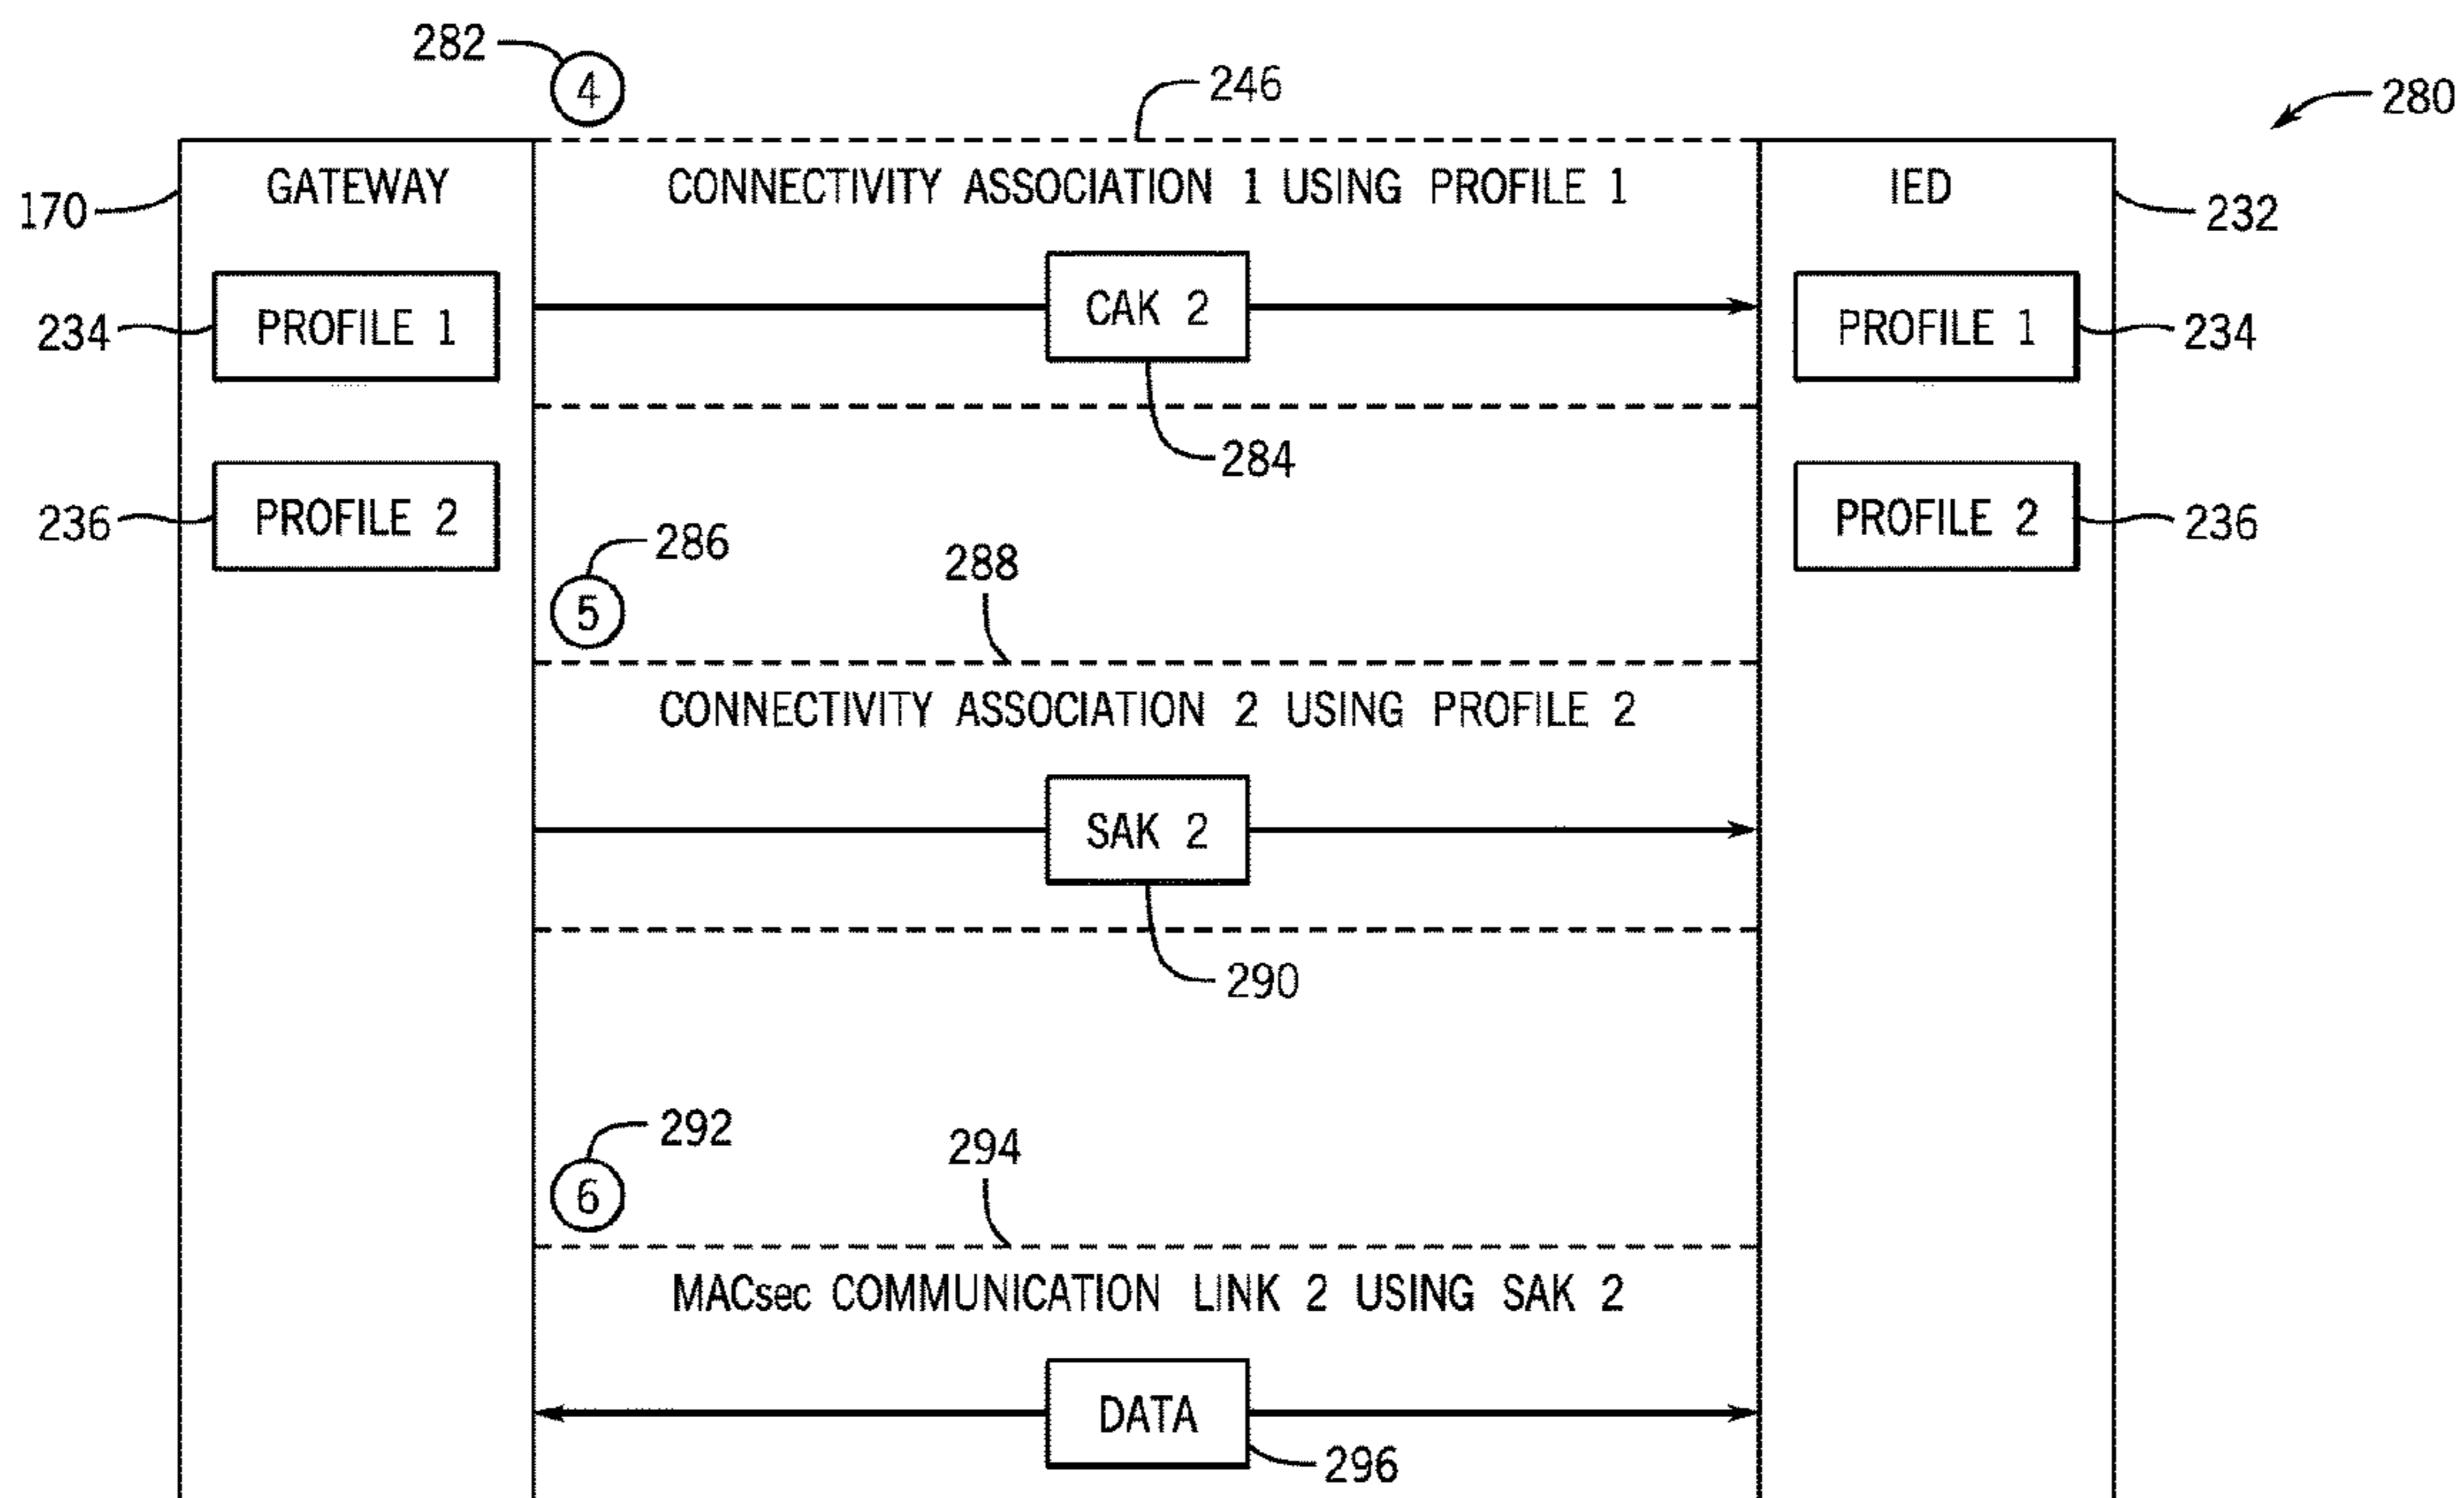 282
4
246
280
GATEWAY
CONNECTIVITY ASSOCIATION 1 USING PROFILE 1
IED
170
232
CAK 2
234
PROFILE 1
PROFILE 1
234
284
236
PROFILE 2
PROFILE 2
236
286
288
5
CONNECTIVITY ASSOCIATION 2 USING PROFILE 2
SAK 2
290
292
294
6
MACsec COMMUNICATION LINK 2 USING SAK 2
DATA
296